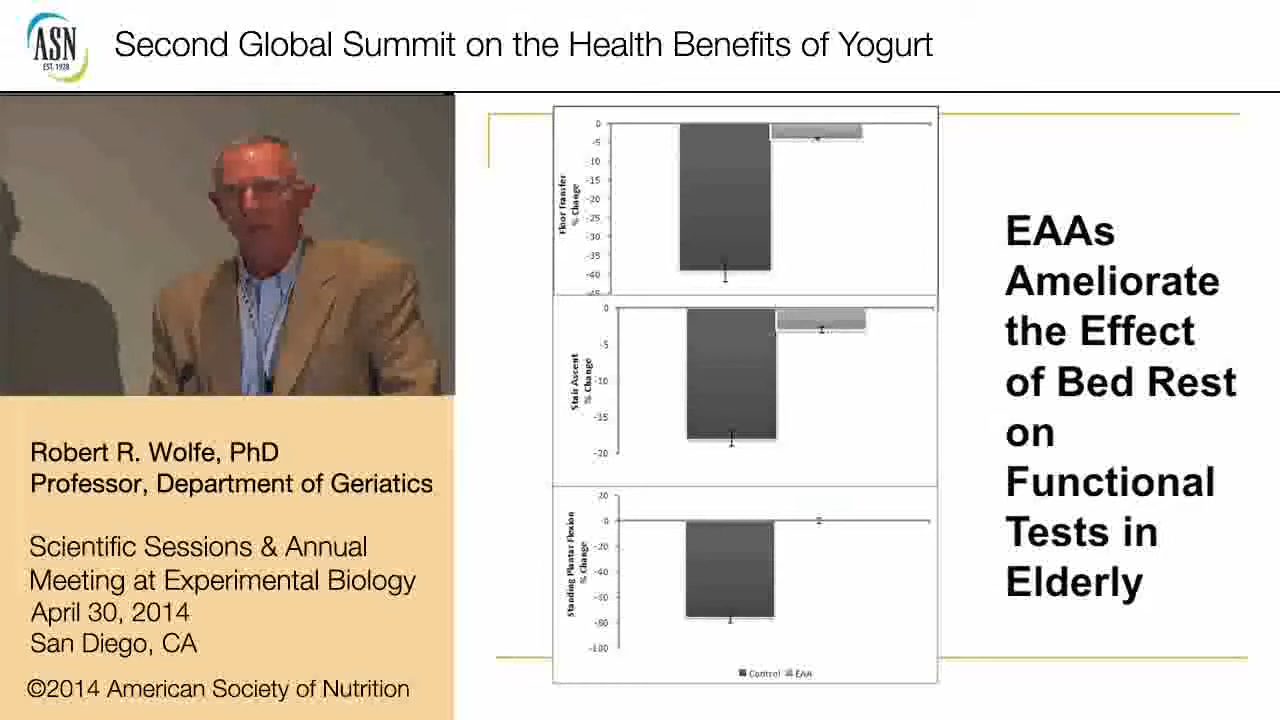 ASN
EST. 1928
Second Global Summit on the Health Benefits of Yogurt
Robert R. Wolfe, PhD
Professor, Department of Geriatics
Scientific Sessions & Annual
Meeting at Experimental Biology
April 30, 2014
San Diego, CA
©2014 American Society of Nutrition
Floor Transfer
% Change
0
-5
-10
-15
-20
-25
-30
-35
-40
-45
Stair Ascent
% Change
0
-5
-10
-15
-20
Standing Plantar Flexion
% Change
20
0
-20
-40
-60
-80
-100
Control EAA
EAAs
Ameliorate
the Effect
of Bed Rest
on
Functional
Tests in
Elderly